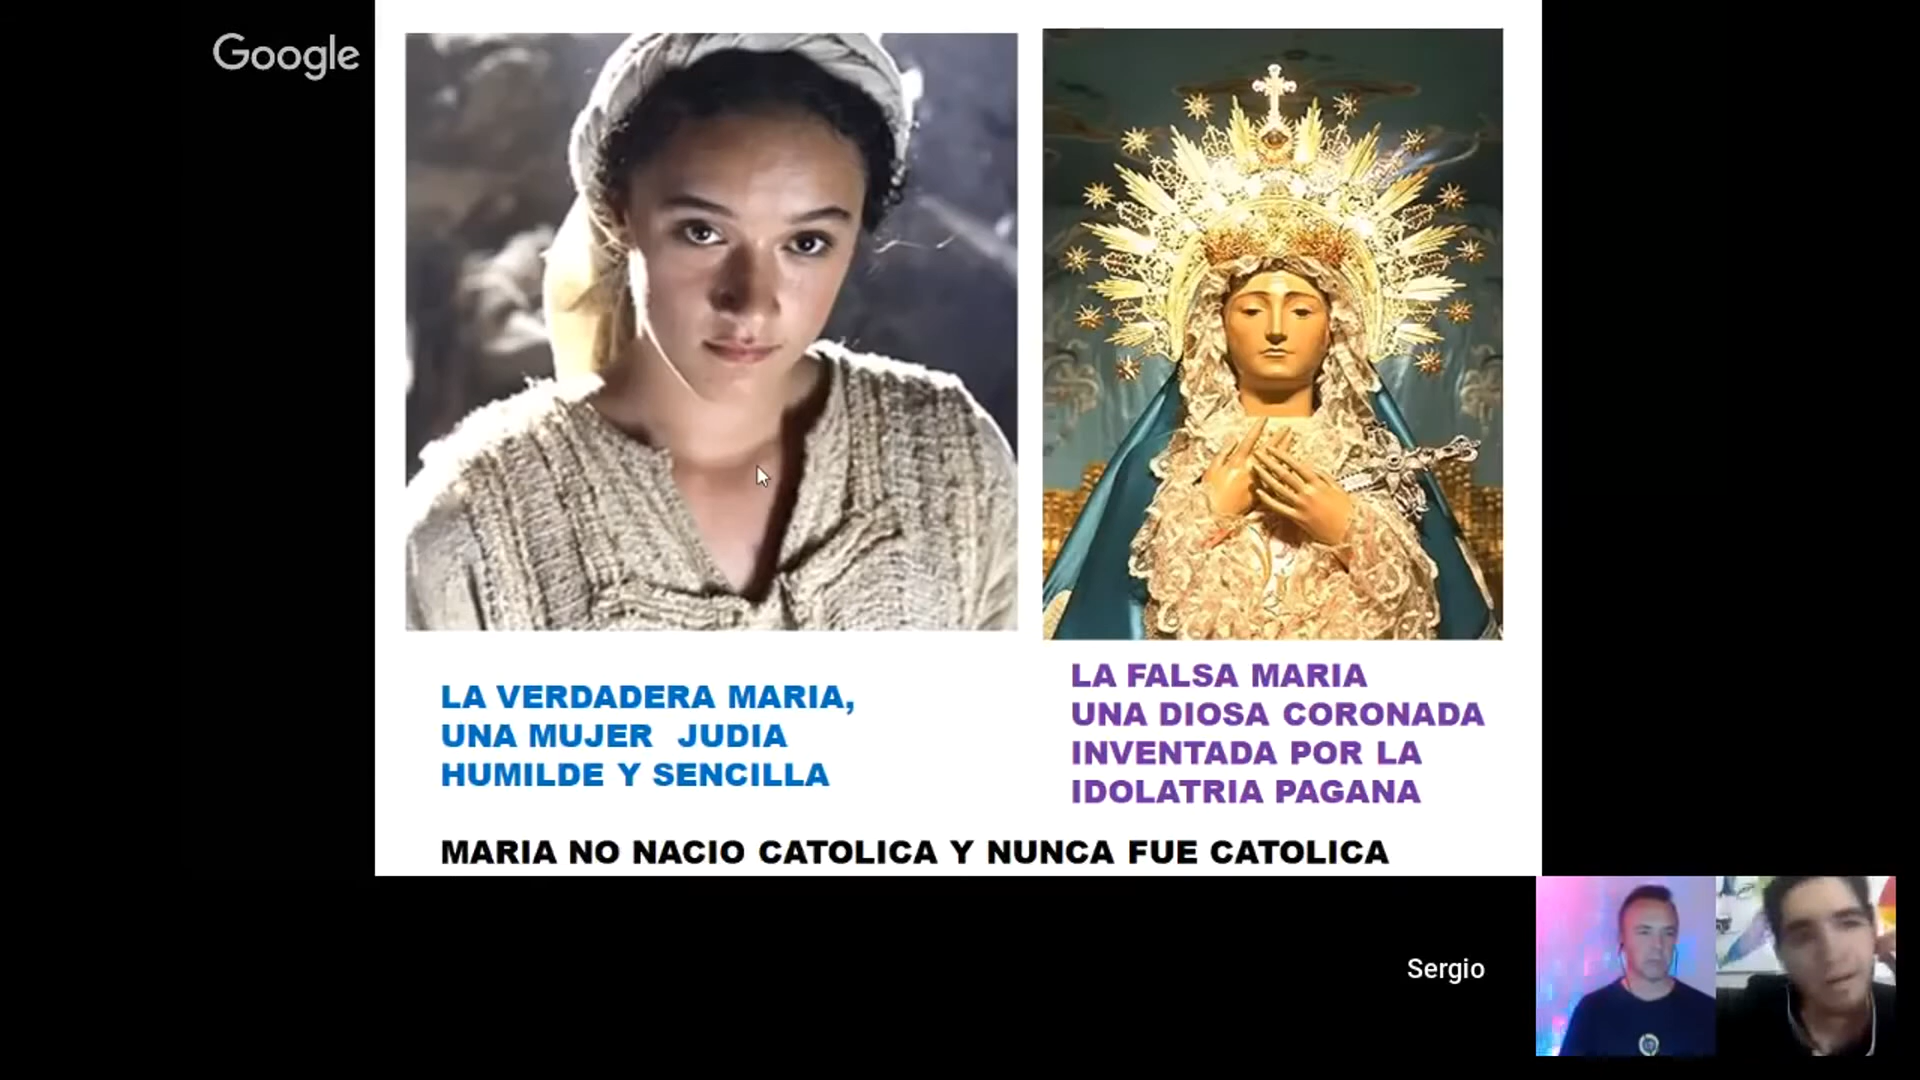 Google
LA VERDADERA MARIA,
UNA MUJER JUDIA
HUMILDE Y SENCILLA
LA FALSA MARIA
UNA DIOSA CORONADA
INVENTADA POR LA
IDOLATRIA PAGANA
MARIA NO NACIO CATOLICA Y NUNCA FUE CATOLICA
Sergio